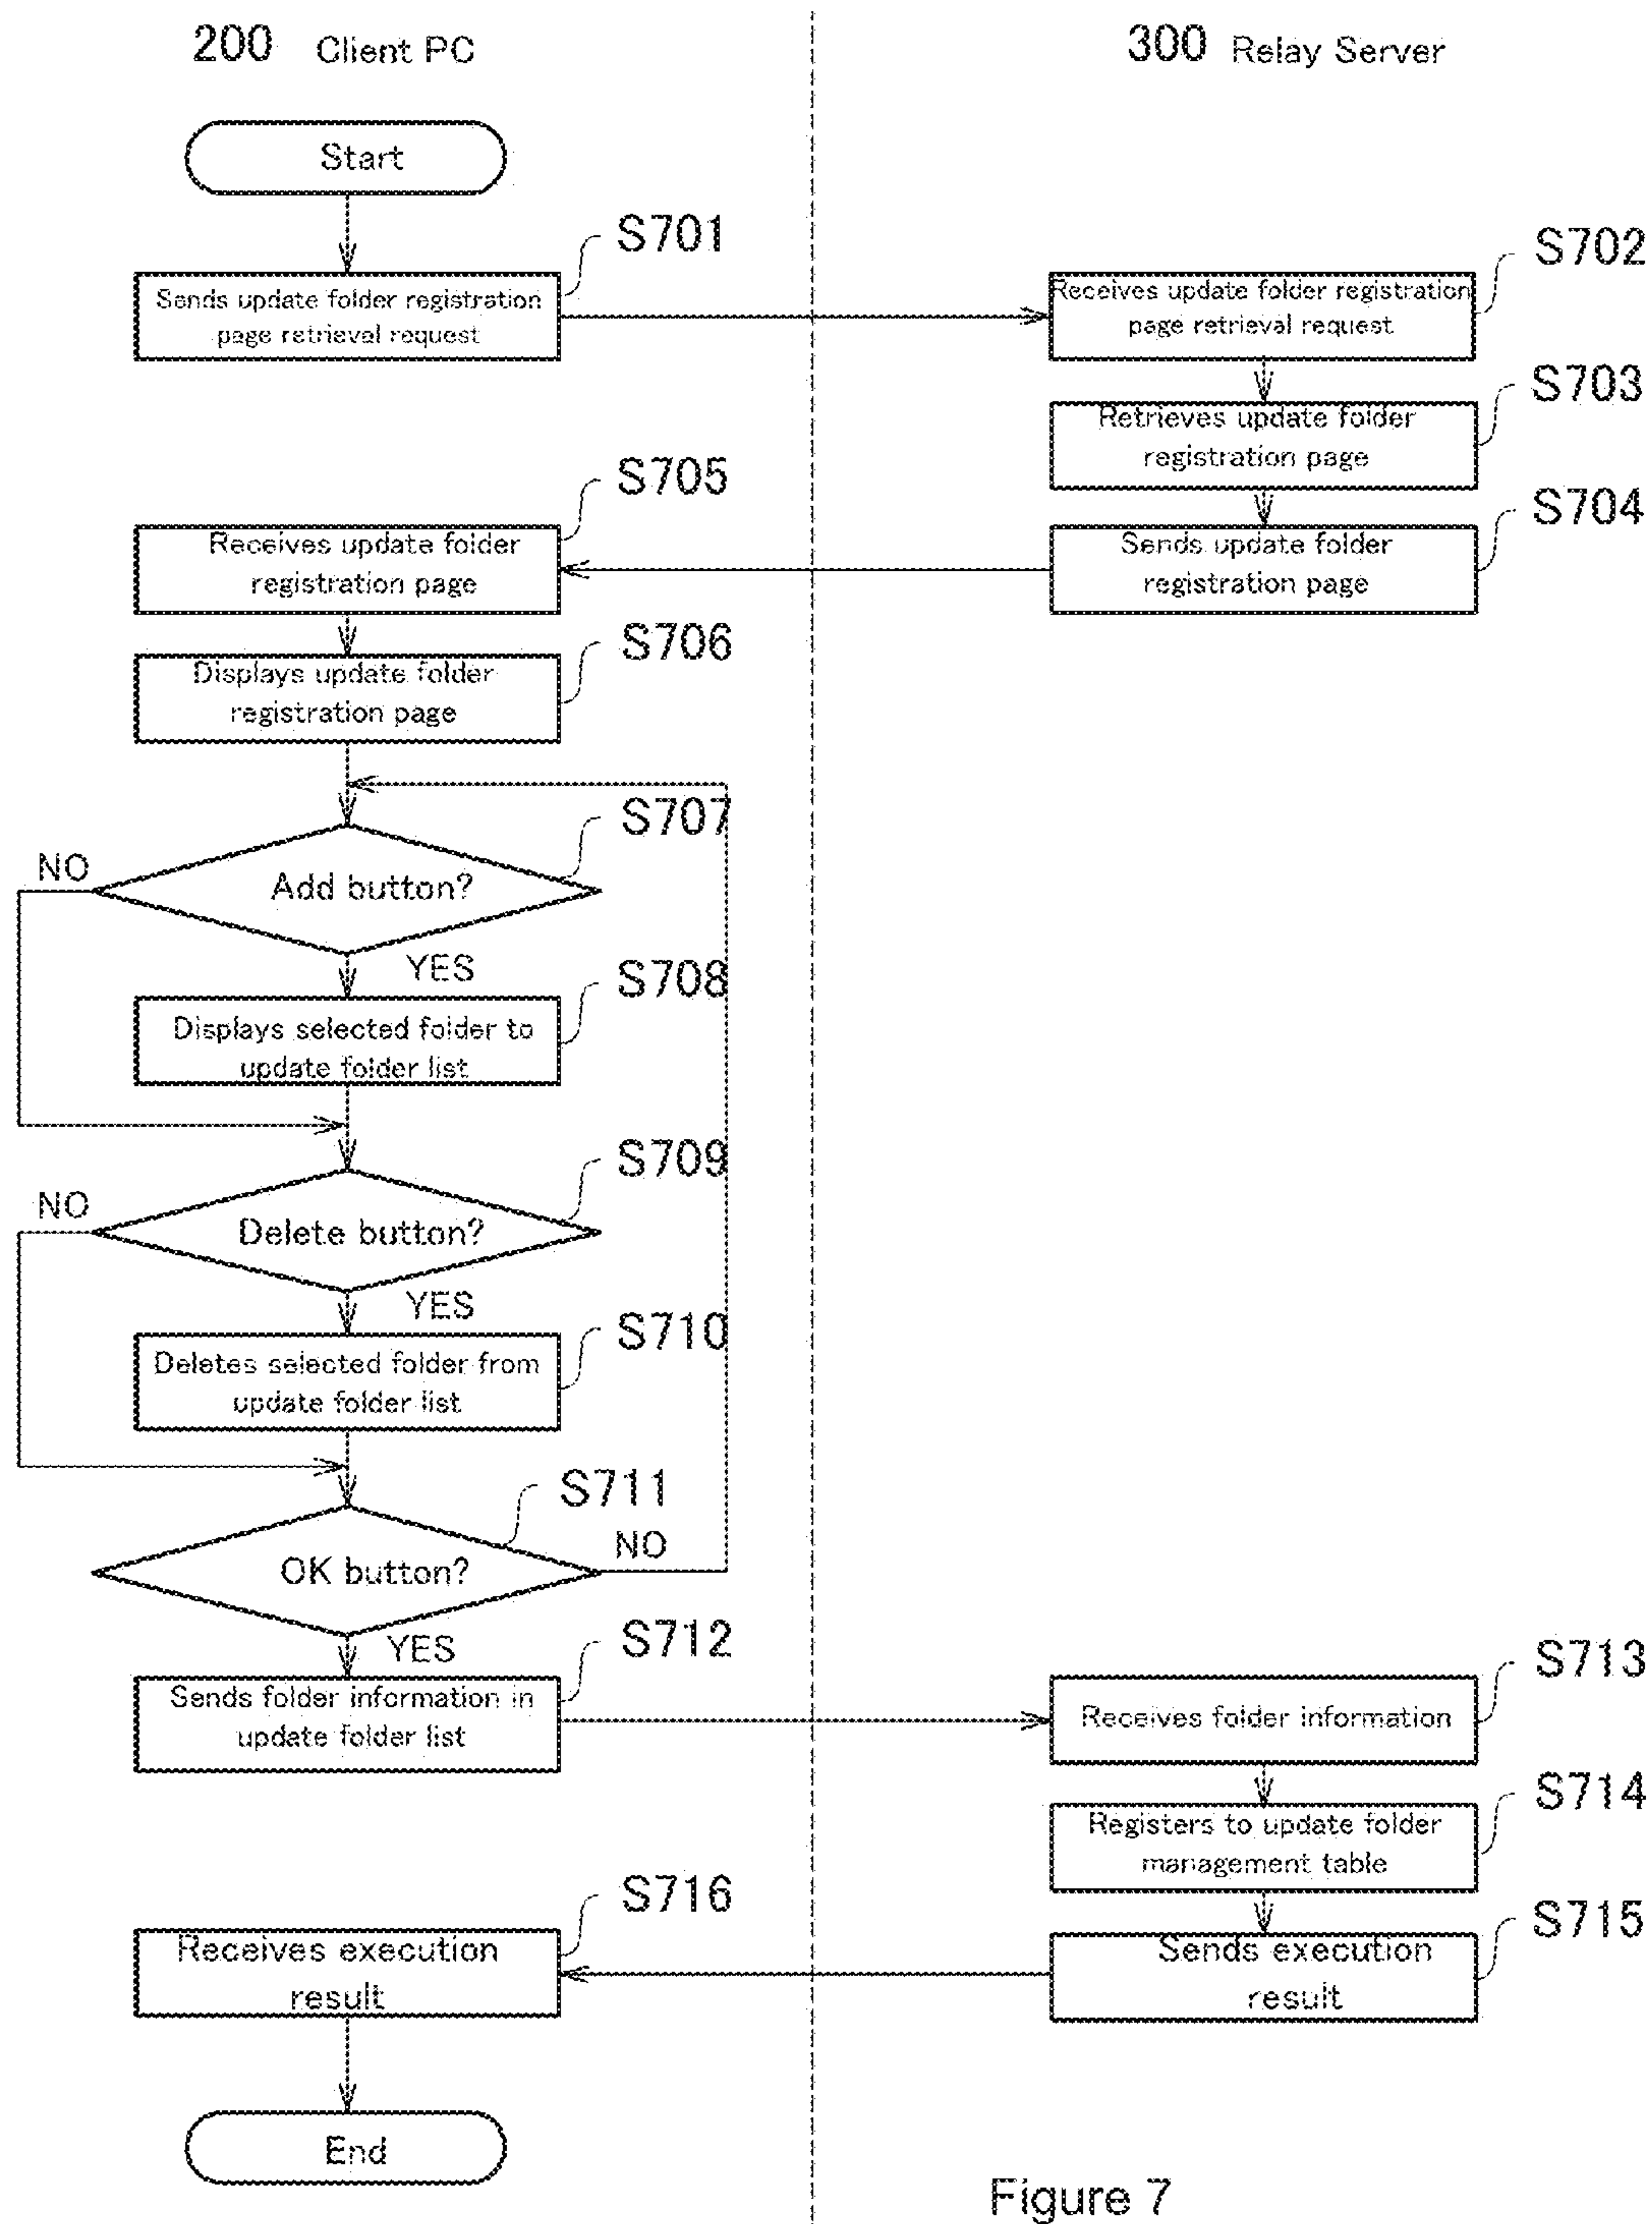 200 Client PC
300 Relay Server
Start
S701
Sends update folder registration
page retrieval request
S702
Receives update folder registration
page retrieval request
S703
Retrieves update folder
registration page
S704
Sends update folder
registration page
S705
Receives update folder
registration page
S706
Displays update folder
registration page
S707
NO
Add button?
YES
S708
Displays selected folder to
update folder list
S709
NO
Delete button?
YES
S710
Deletes selected folder from
update folder list
S711
OK button?
NO
YES
S712
Sends folder information in
update folder list
S713
Receives folder information
S714
Registers to update folder
management table
S715
Sends execution
result
S716
Receives execution
result
End
Figure 7